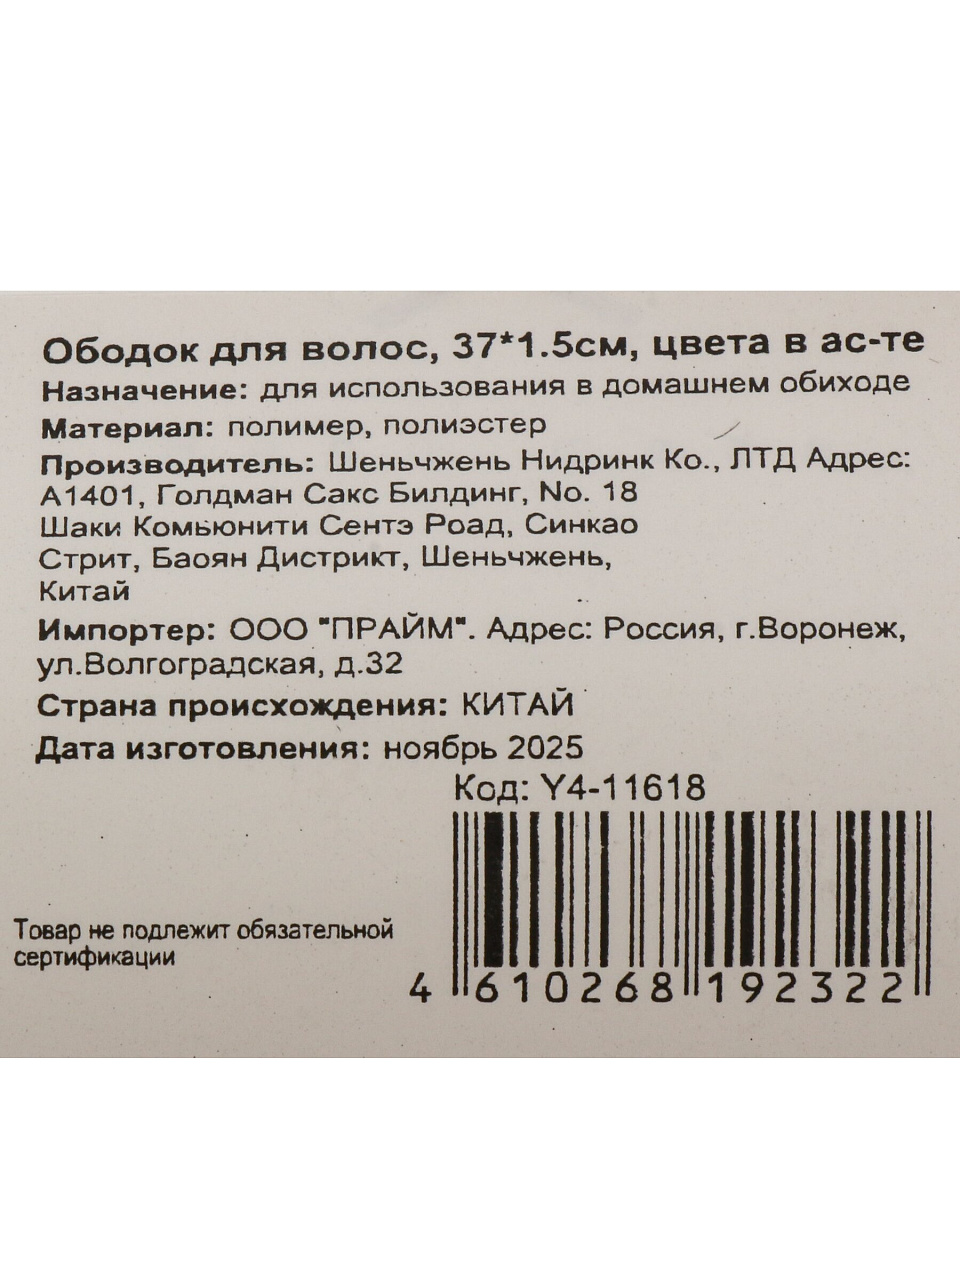 Ободок для волос, 37*1.5см, цвета в ас-те
Назначение: для использования в домашнем обиходе
Материал: полимер, полиэстер
Производитель: Шеньчжень Нидринк Ко., ЛТД Адрес:
А1401, Голдман Сакс Билдинг, No. 18
Шаки Комьюнити Сентэ Роад, Синкао
Стрит, Баоян Дистрикт, Шеньчжень,
Китай
Импортер: ООО "ПРАЙМ". Адрес: Россия, г.Воронеж,
ул.Волгоградская, д.32
Страна происхождения: КИТАЙ
Дата изготовления: ноябрь 2025
Код: Y4-11618
Товар не подлежит обязательной
сертификации
4 610268 192322